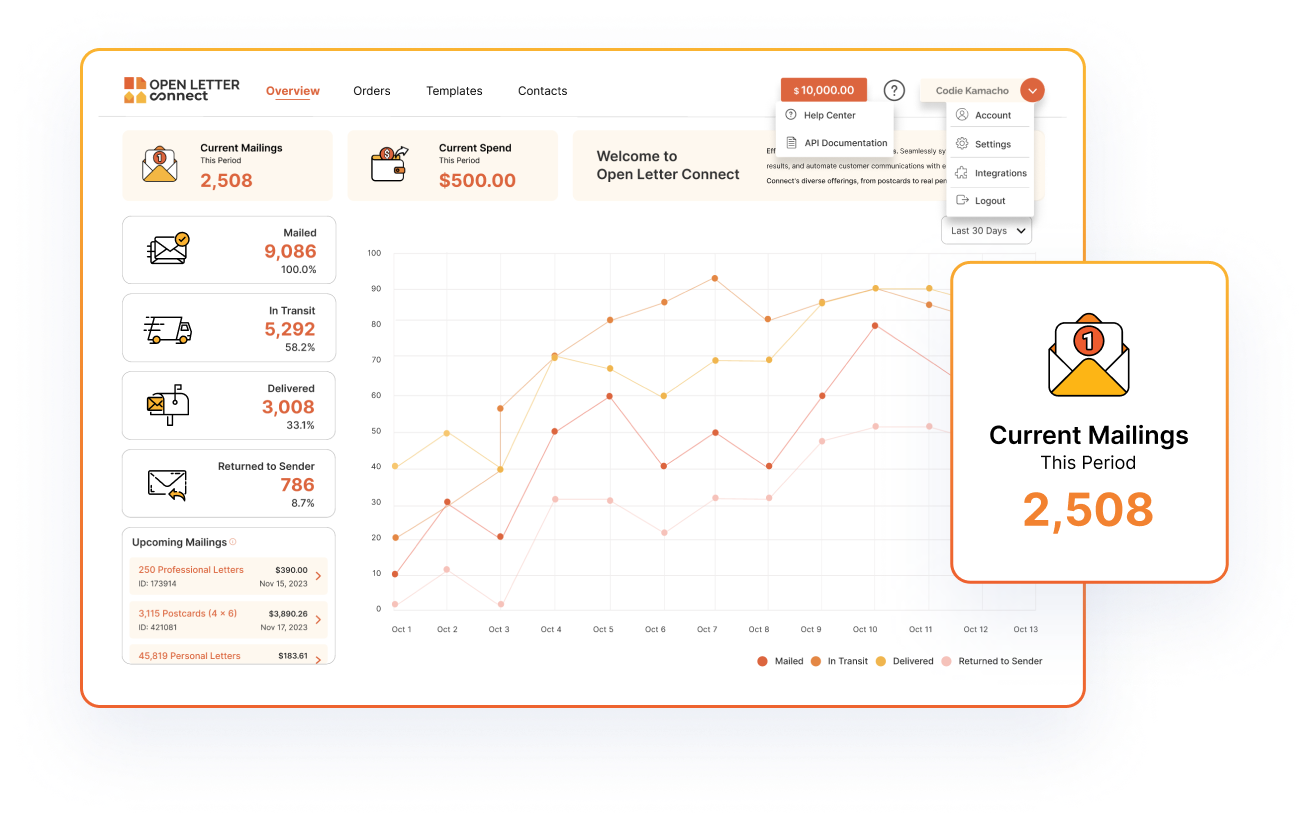 OPEN LETTER
connect
Overview
Orders
Templates
Contacts
$ 10,000.00
?
Codie Kamacho
Help Center
API Documentation
Account
Settings
Integrations
Logout
1
Current Mailings
This Period
2,508
$
Current Spend
This Period
$500.00
Welcome to
Open Letter Connect
Seamlessly
results, and automate customer communications with
Connect's diverse offerings, from postcards to real
Last 30 Days
Mailed
9,086
100.0%
In Transit
5,292
58.2%
Delivered
3,008
33.1%
Returned to Sender
786
8.7%
Upcoming Mailings
250 Professional Letters $390.00
ID: 173914 Nov 15, 2023
3,115 Postcards (4 × 6) $3,890.26
ID: 421081 Nov 17, 2023
45,819 Personal Letters $183.61
100
90
80
70
60
50
40
30
20
10
0
Oct 1 Oct 2 Oct 3 Oct 4 Oct 5 Oct 6 Oct 7 Oct 8 Oct 9 Oct 10 Oct 11 Oct 12 Oct 13
Mailed In Transit Delivered Returned to Sender
1
Current Mailings
This Period
2,508